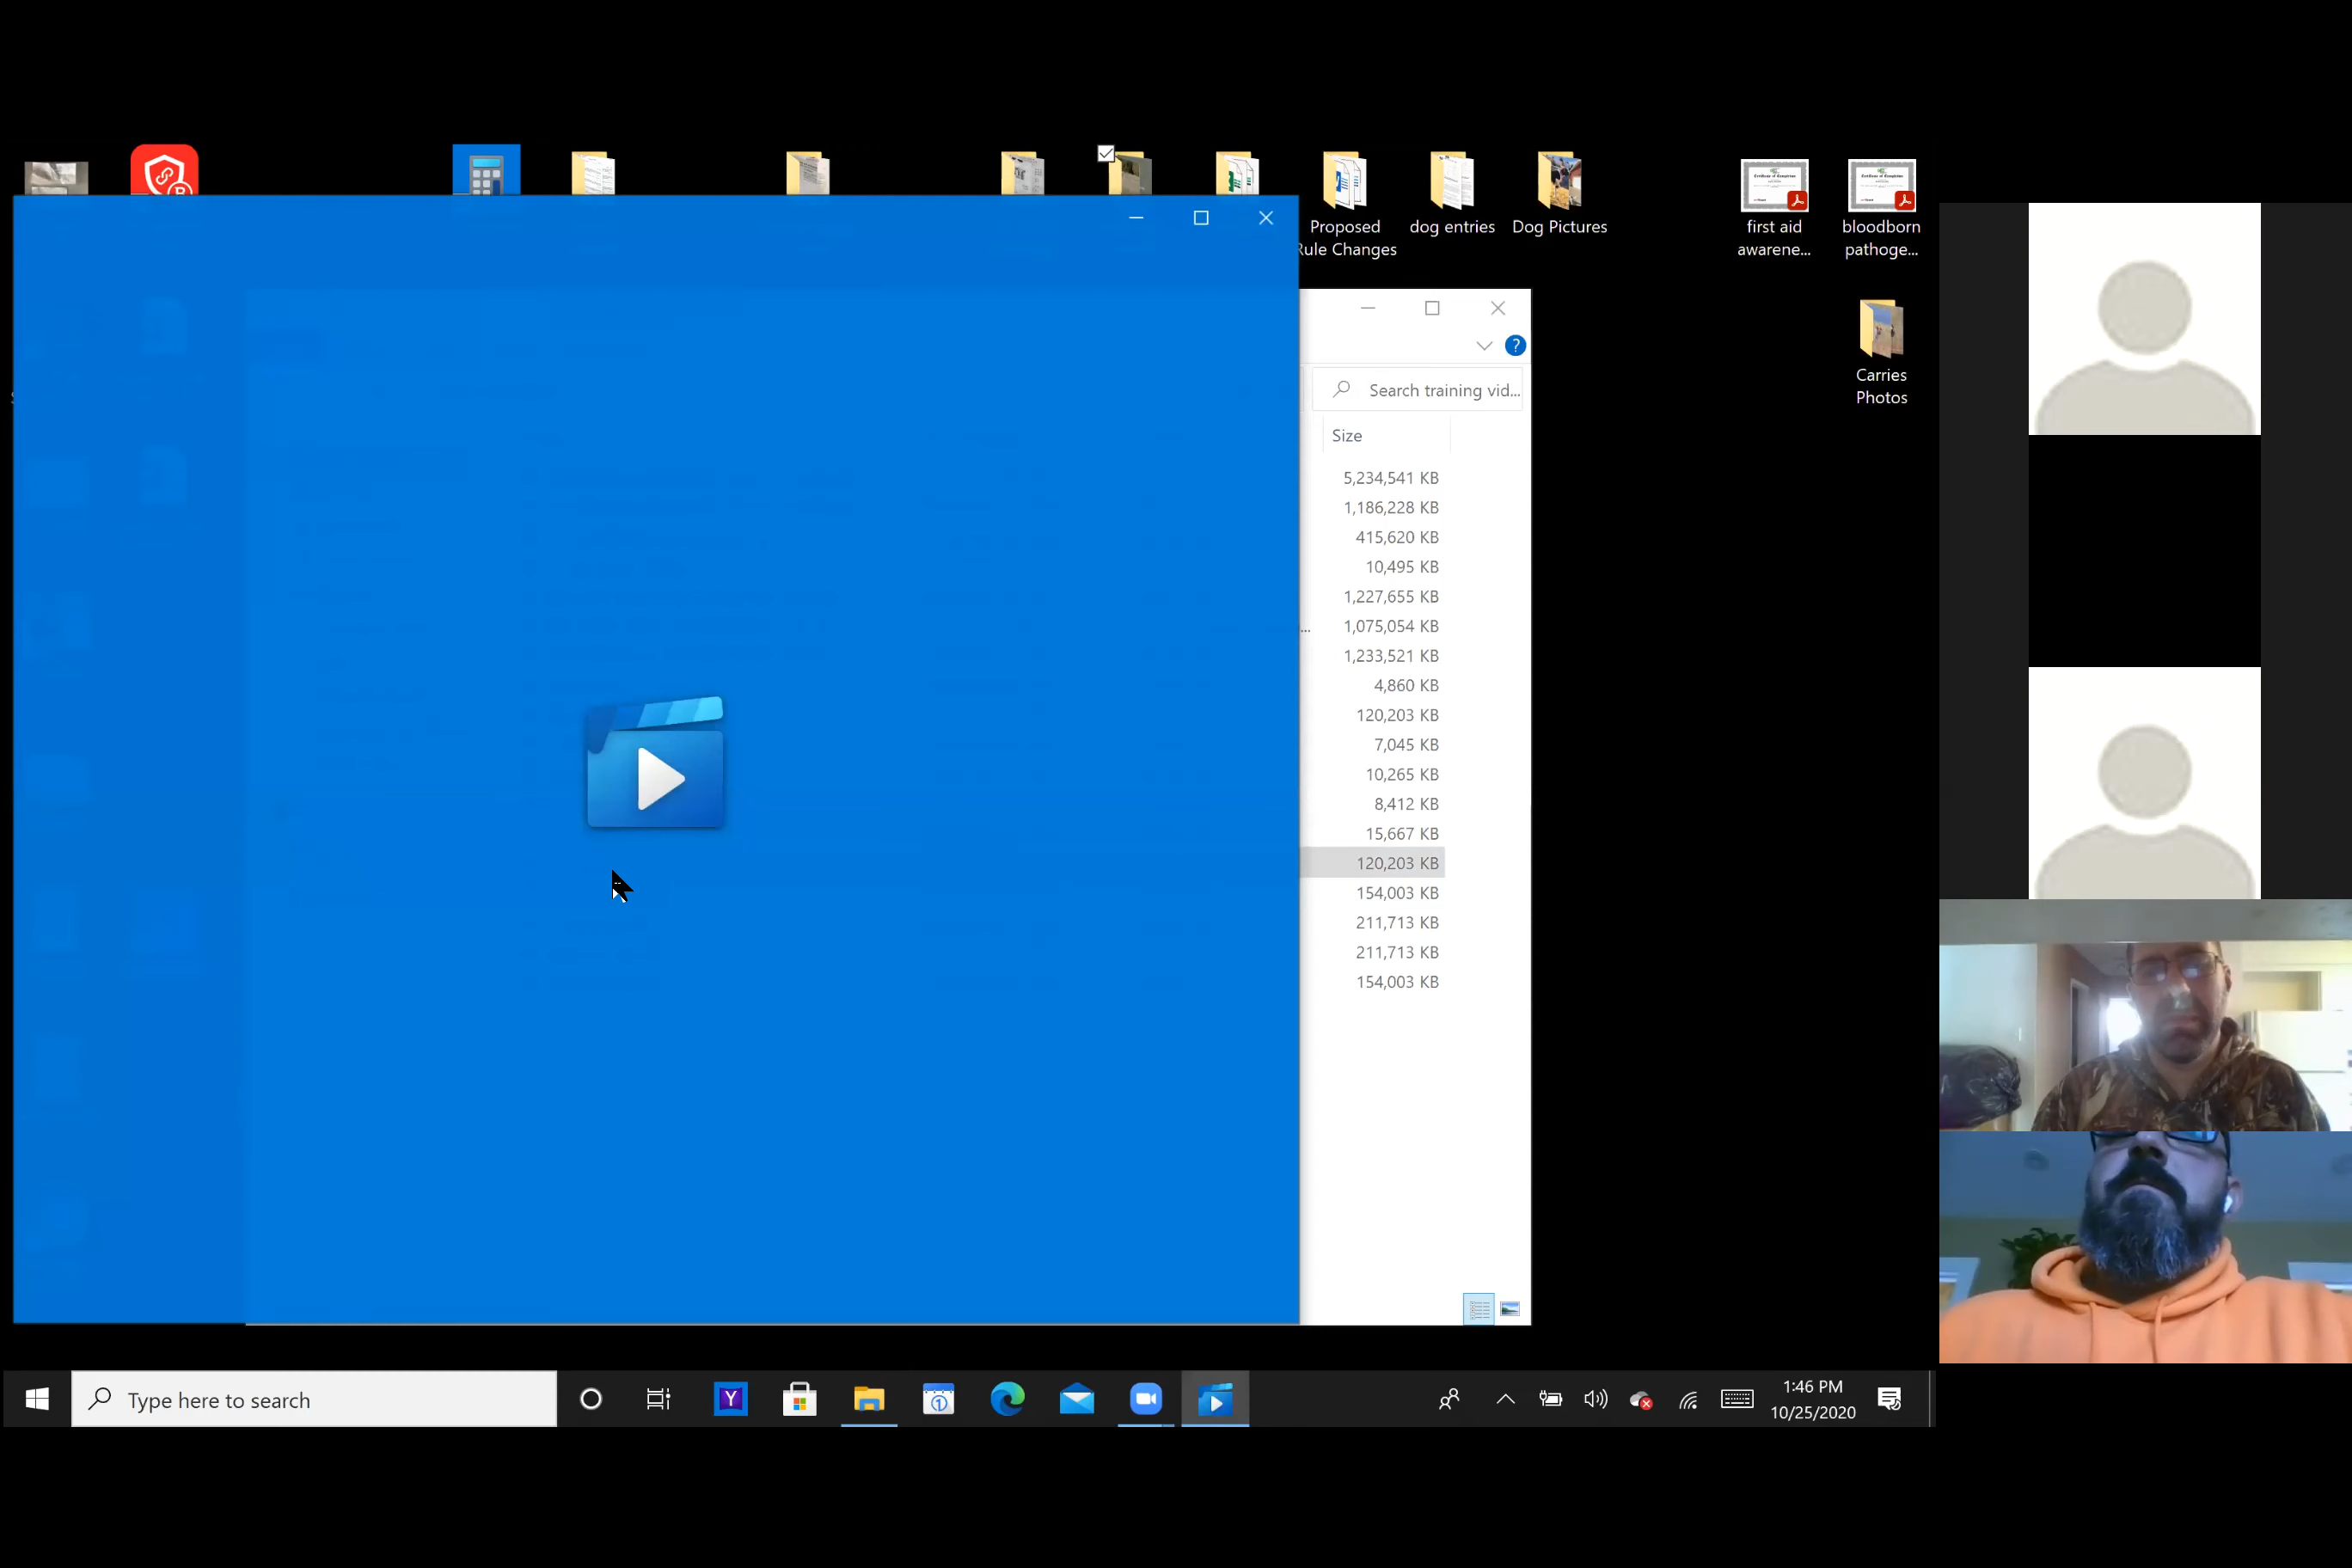 Proposed
Rule Changes
dog entries
Dog Pictures
first aid
awarene...
bloodborn
pathoge...
Carries
Photos
Search training vid...
Size
5,234,541 KB
1,186,228 KB
415,620 KB
10,495 KB
1,227,655 KB
... 1,075,054 KB
1,233,521 KB
4,860 KB
120,203 KB
7,045 KB
10,265 KB
8,412 KB
15,667 KB
120,203 KB
154,003 KB
211,713 KB
211,713 KB
154,003 KB
Type here to search
1:46 PM
10/25/2020